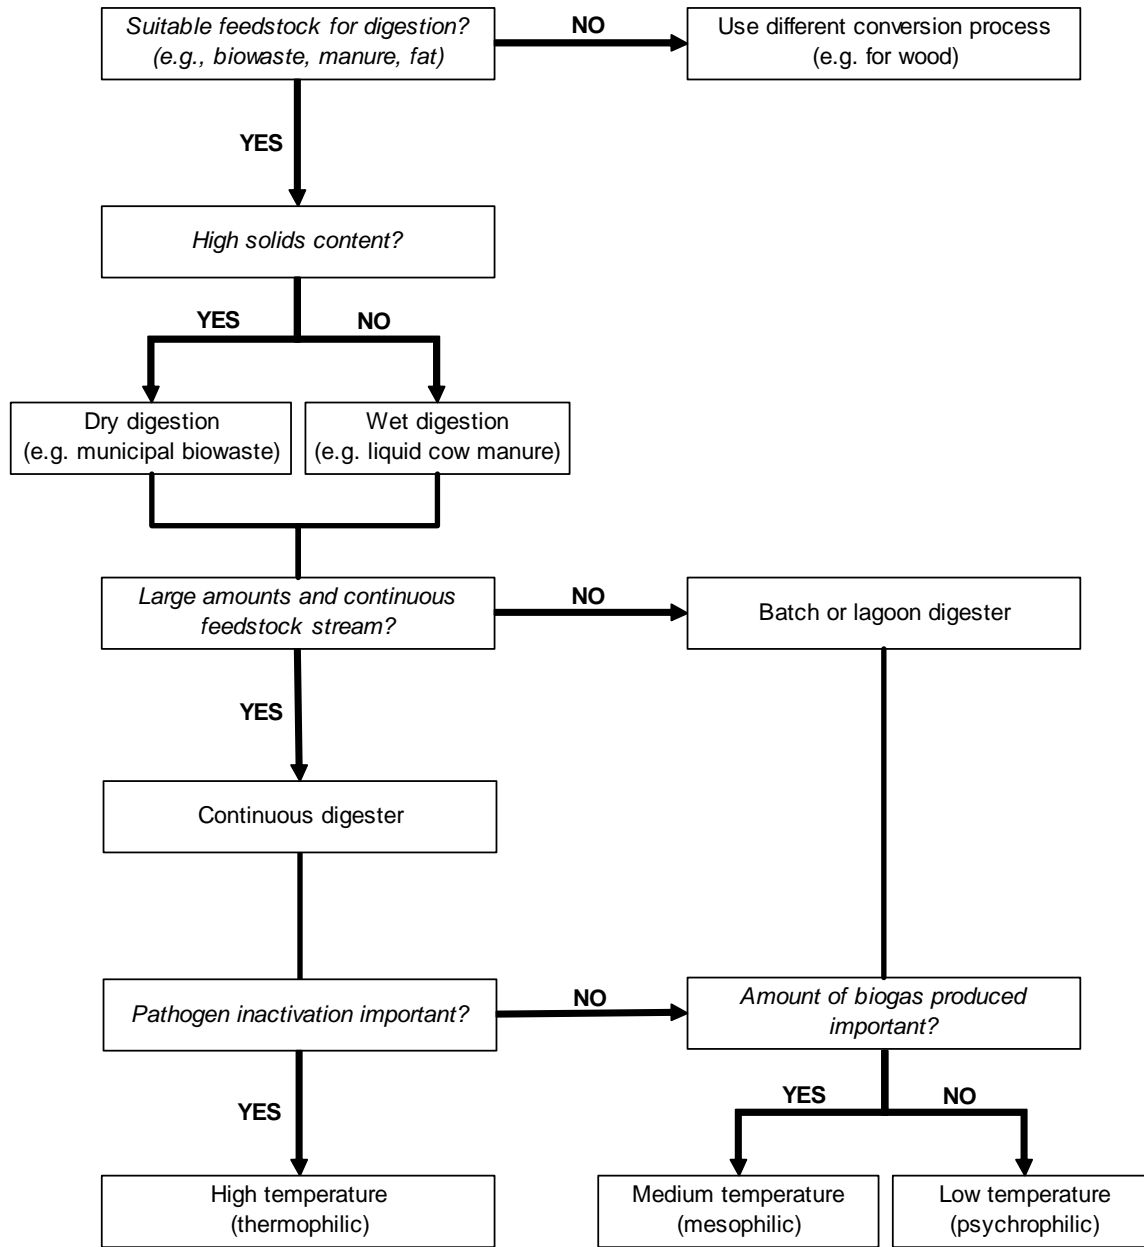 Suitable feedstock for digestion?
(e.g., biowaste, manure, fat)
NO
Use different conversion process
(e.g. for wood)
YES
High solids content?
YES
NO
Dry digestion
(e.g. municipal biowaste)
Wet digestion
(e.g. liquid cow manure)
Large amounts and continuous
feedstock stream?
NO
Batch or lagoon digester
YES
Continuous digester
Pathogen inactivation important?
NO
Amount of biogas produced
important?
YES
YES
NO
High temperature
(thermophilic)
Medium temperature
(mesophilic)
Low temperature
(psychrophilic)